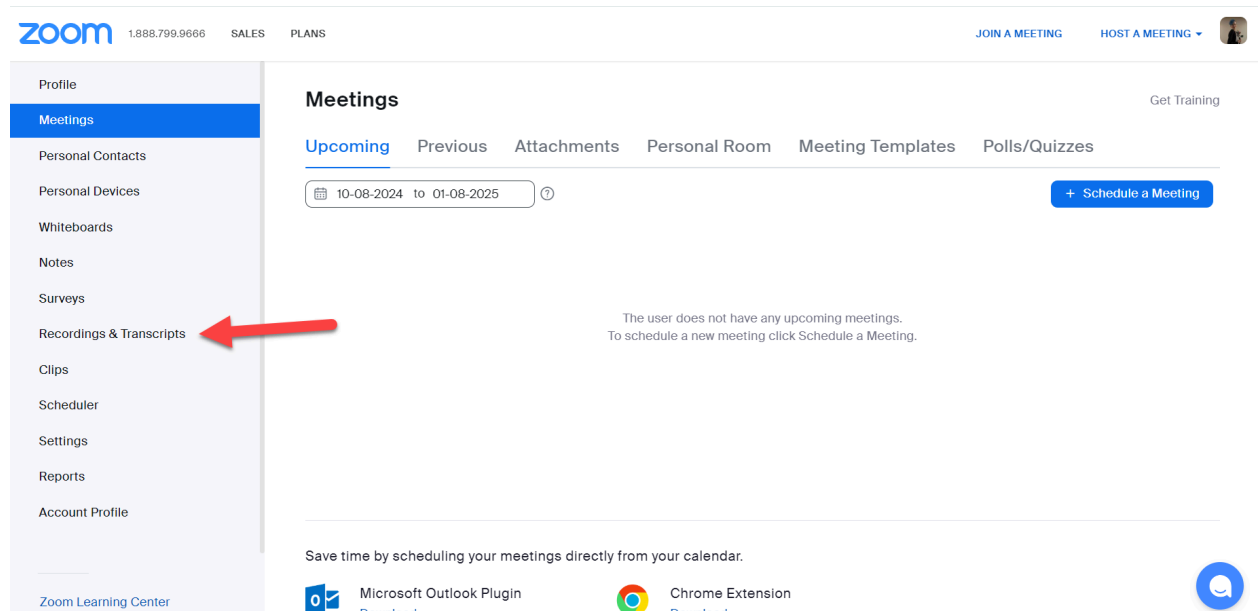 zoom 1.888.799.9666 SALES PLANS JOIN A MEETING HOST A MEETING
Profile
Meetings
Personal Contacts
Personal Devices
Whiteboards
Notes
Surveys
Recordings & Transcripts
Clips
Scheduler
Settings
Reports
Account Profile
Zoom Learning Center
Meetings
Get Training
Upcoming Previous Attachments Personal Room Meeting Templates Polls/Quizzes
10-08-2024 to 01-08-2025 ?
+ Schedule a Meeting
The user does not have any upcoming meetings.
To schedule a new meeting click Schedule a Meeting.
Save time by scheduling your meetings directly from your calendar.
Microsoft Outlook Plugin
Chrome Extension